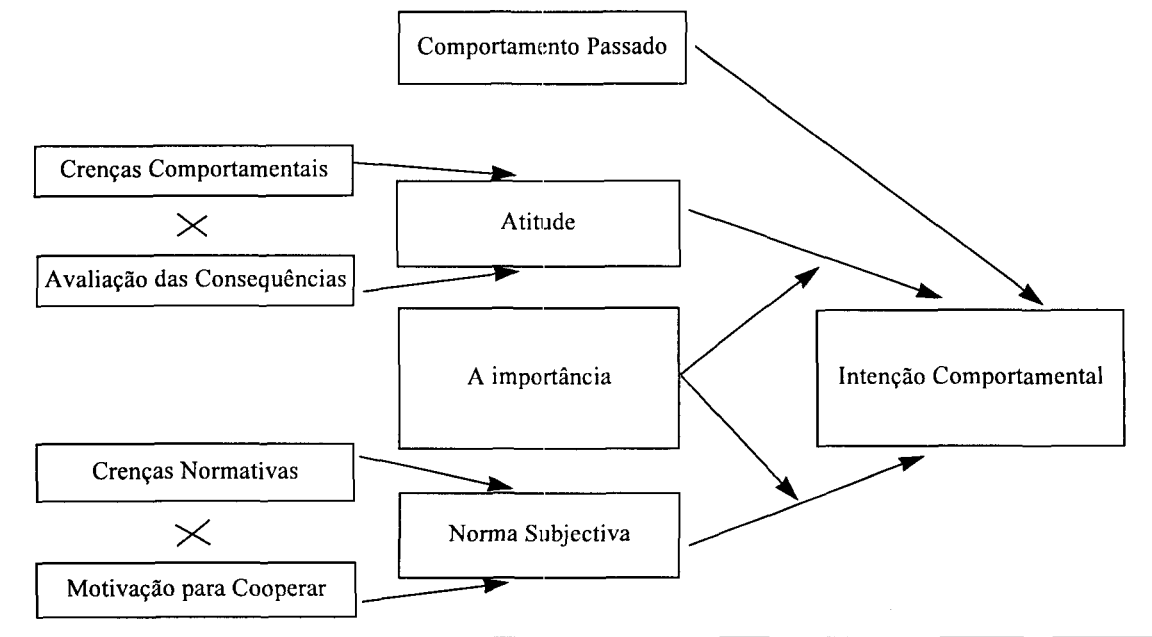 Comportamento Passado
Crenças Comportamentais
Atitude
Avaliação das Consequências
A importância
Intenção Comportamental
Crenças Normativas
Norma Subjectiva
Motivação para Cooperar